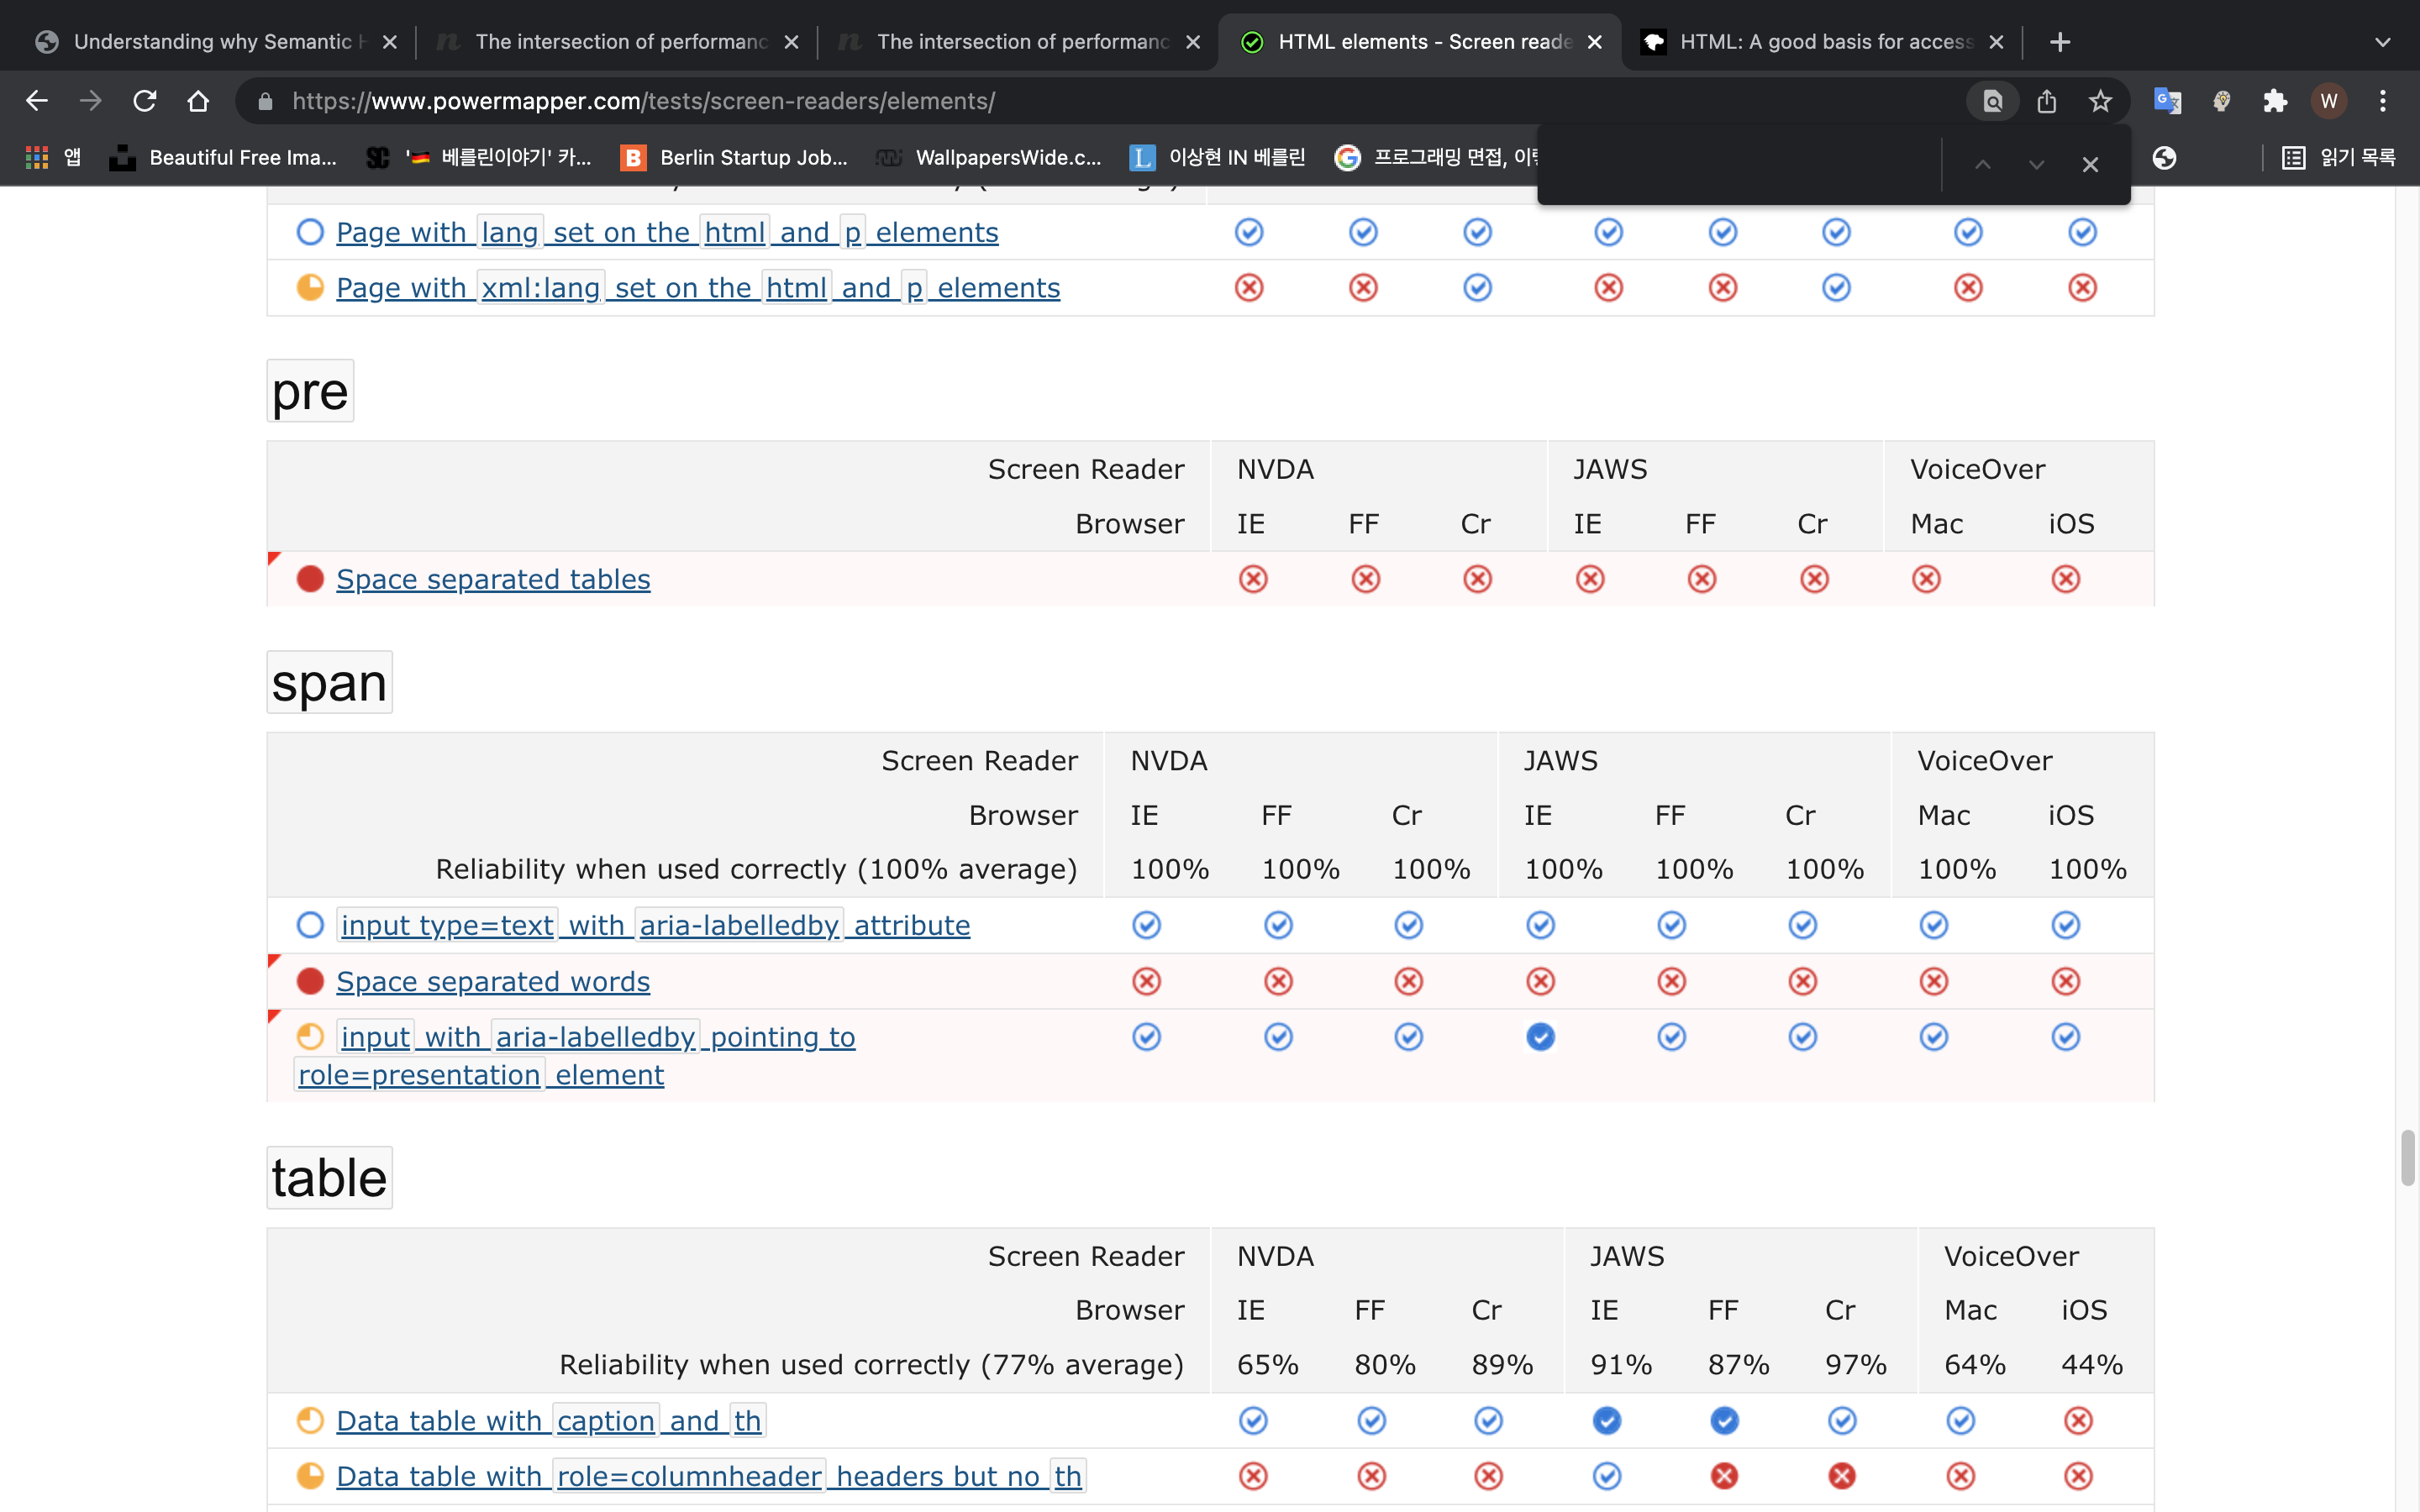 Understanding why Semantic H
The intersection of performanc
The intersection of performanc
HTML elements - Screen reade
HTML: A good basis for access
https://www.powermapper.com/tests/screen-readers/elements/
W
앱
Beautiful Free Ima...
'🇩🇪 베를린이야기' 카...
Berlin Startup Job...
WallpapersWide.c...
이상현 IN 베를린
프로그래밍 면접, 이렇
읽기 목록
Page with lang set on the html and p elements
Page with xml:lang set on the html and p elements
pre
Screen Reader NVDA JAWS VoiceOver
Browser IE FF Cr IE FF Cr Mac iOS
Space separated tables
span
Screen Reader NVDA JAWS VoiceOver
Browser IE FF Cr IE FF Cr Mac iOS
Reliability when used correctly (100% average) 100% 100% 100% 100% 100% 100% 100% 100%
input type=text with aria-labelledby attribute
Space separated words
input with aria-labelledby pointing to
role=presentation element
table
Screen Reader NVDA JAWS VoiceOver
Browser IE FF Cr IE FF Cr Mac iOS
Reliability when used correctly (77% average) 65% 80% 89% 91% 87% 97% 64% 44%
Data table with caption and th
Data table with role=columnheader headers but no th